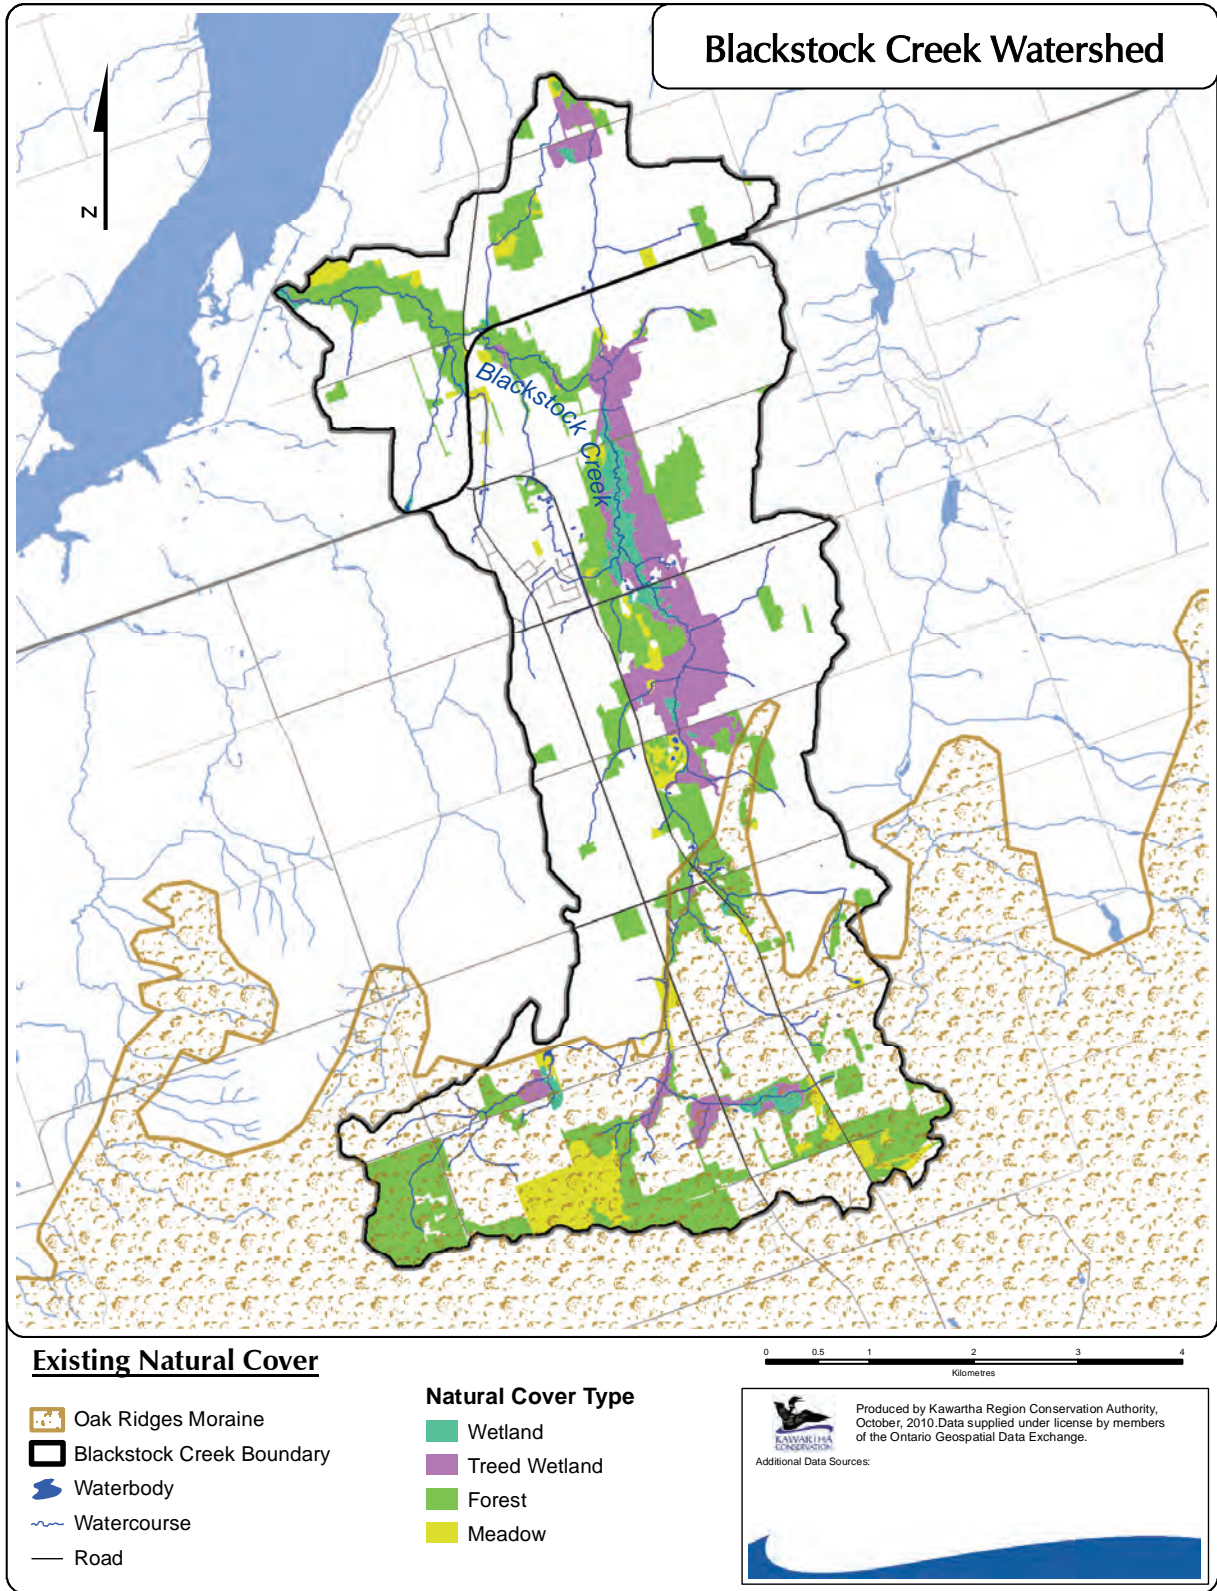 Blackstock Creek Watershed
N
Blackstock Creek
Existing Natural Cover
Oak Ridges Moraine
Blackstock Creek Boundary
Waterbody
Watercourse
Road
Natural Cover Type
Wetland
Treed Wetland
Forest
Meadow
0 0.5 1 2 3 4
Kilometres
KAWARTHA
CONSERVATION
Produced by Kawartha Region Conservation Authority,
October, 2010.Data supplied under license by members
of the Ontario Geospatial Data Exchange.
Additional Data Sources: